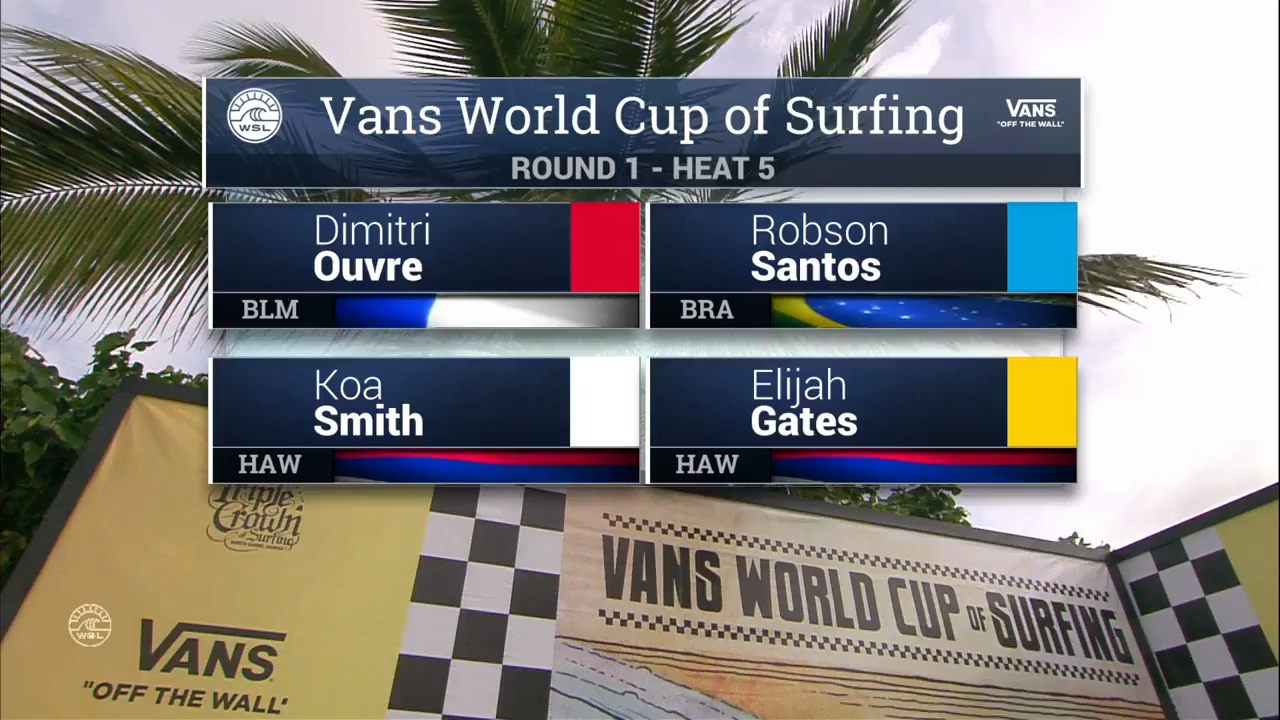 WSL
Vans World Cup of Surfing
VANS
"OFF THE WALL"
ROUND 1 - HEAT 5
Dimitri
Ouvre
BLM
Robson
Santos
BRA
Koa
Smith
HAW
Elijah
Gates
HAW
Triple
Crown
of Surfing
VANS WORLD CUP OF SURFING
WSL
VANS
"OFF THE WALL"